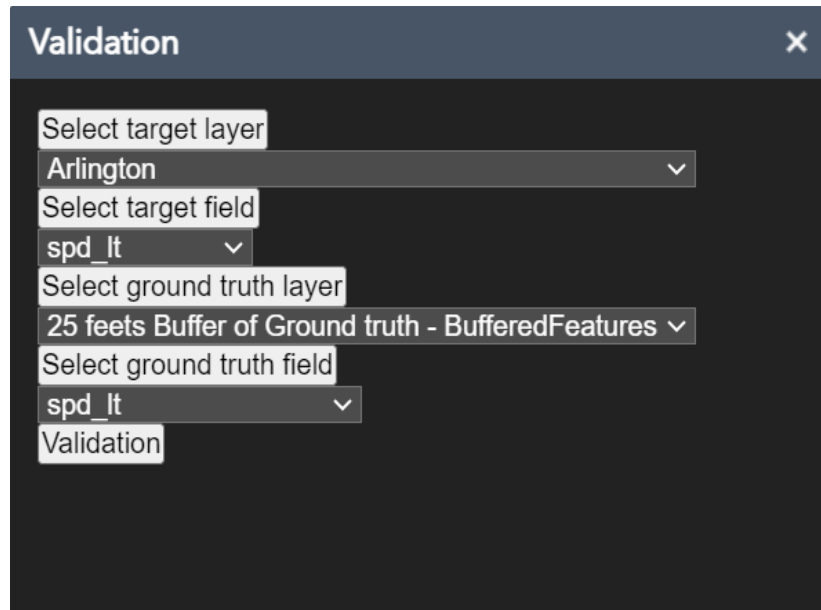 Validation ×
Select target layer
Arlington
Select target field
spd_lt
Select ground truth layer
25 feets Buffer of Ground truth - BufferedFeatures
Select ground truth field
spd_lt
Validation